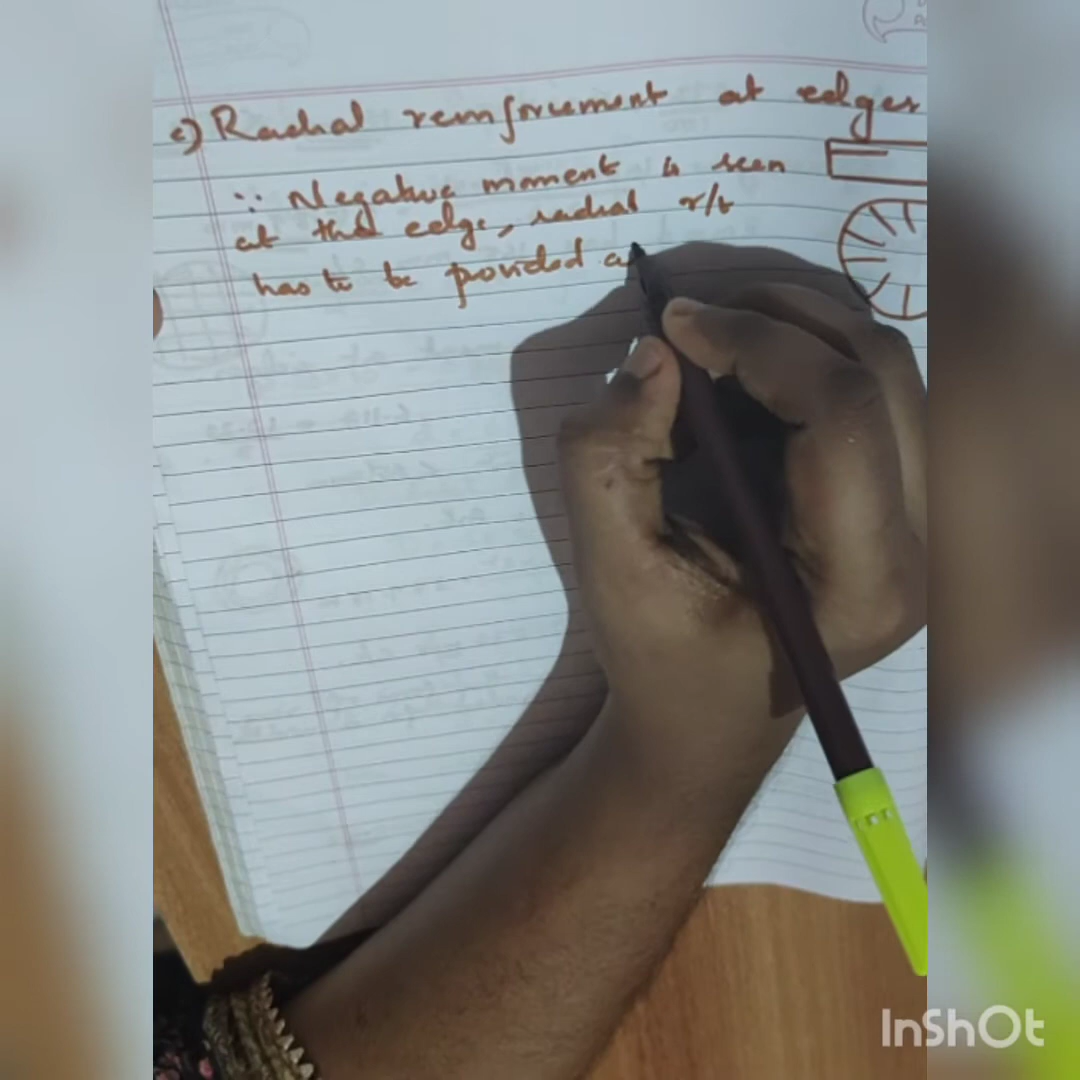 c) Radial reinforcement at edges
∵ Negative moment is seen
at the edge, radial r/t
has to be provided a
InShOt